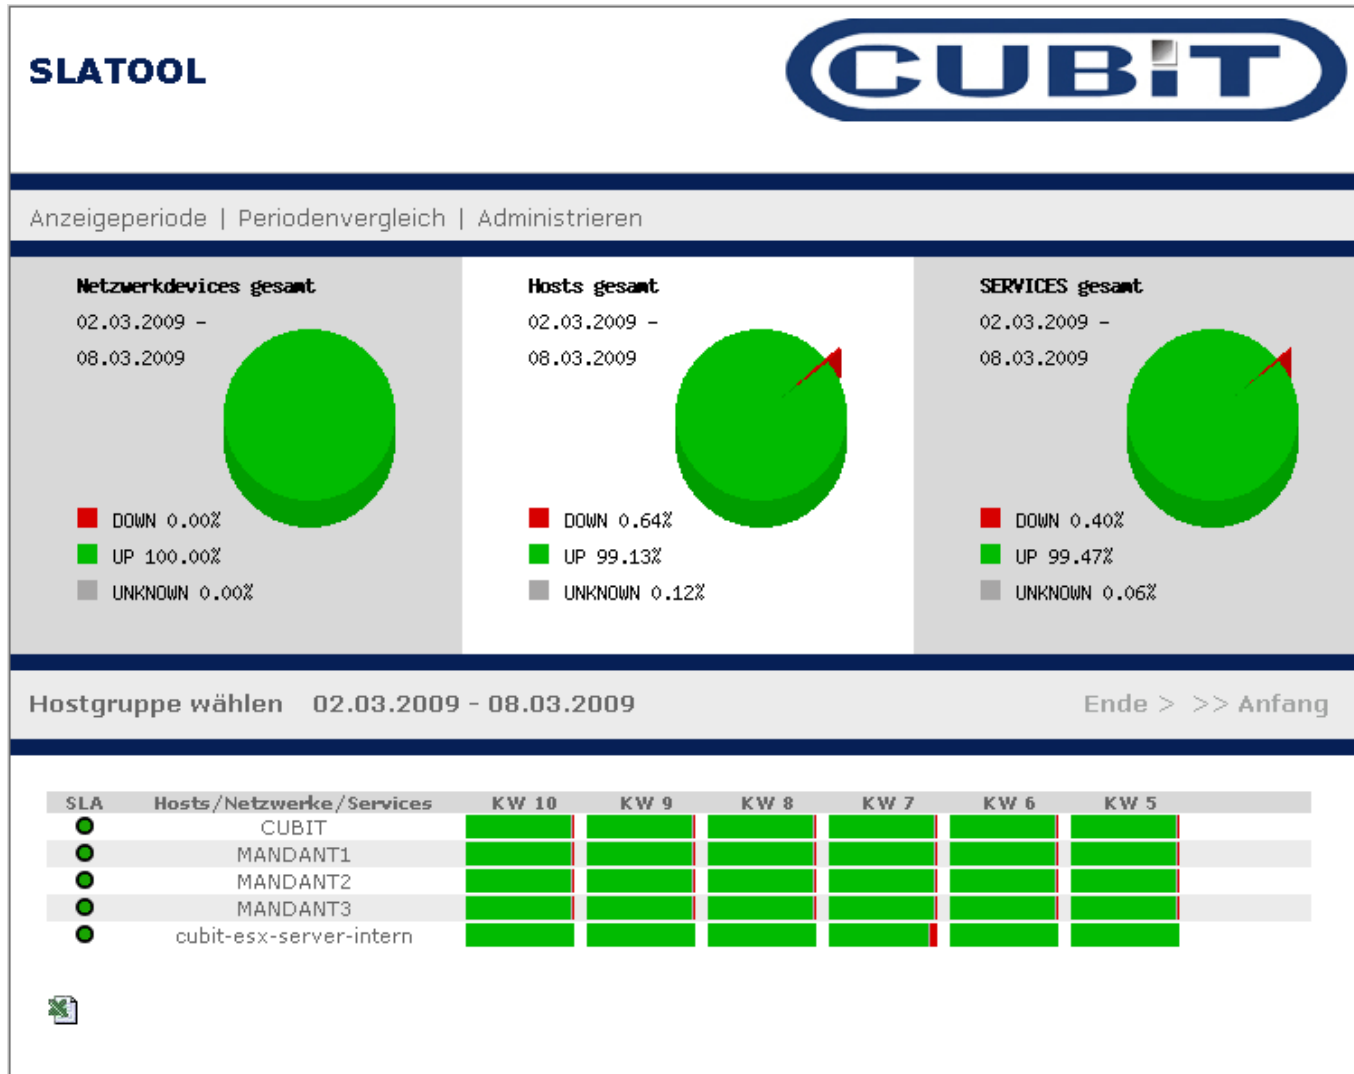 SLATOOL
CUBiT
Anzeigeperiode | Periodenvergleich | Administrieren
Netzwerkdevices gesamt
02.03.2009 -
08.03.2009
DOWN 0.00%
UP 100.00%
UNKNOWN 0.00%
Hosts gesamt
02.03.2009 -
08.03.2009
DOWN 0.64%
UP 99.13%
UNKNOWN 0.12%
SERVICES gesamt
02.03.2009 -
08.03.2009
DOWN 0.40%
UP 99.47%
UNKNOWN 0.06%
Hostgruppe wählen 02.03.2009 - 08.03.2009 Ende > >> Anfang
SLA Hosts/Netzwerke/Services KW 10 KW 9 KW 8 KW 7 KW 6 KW 5
CUBIT
MANDANT1
MANDANT2
MANDANT3
cubit-esx-server-intern